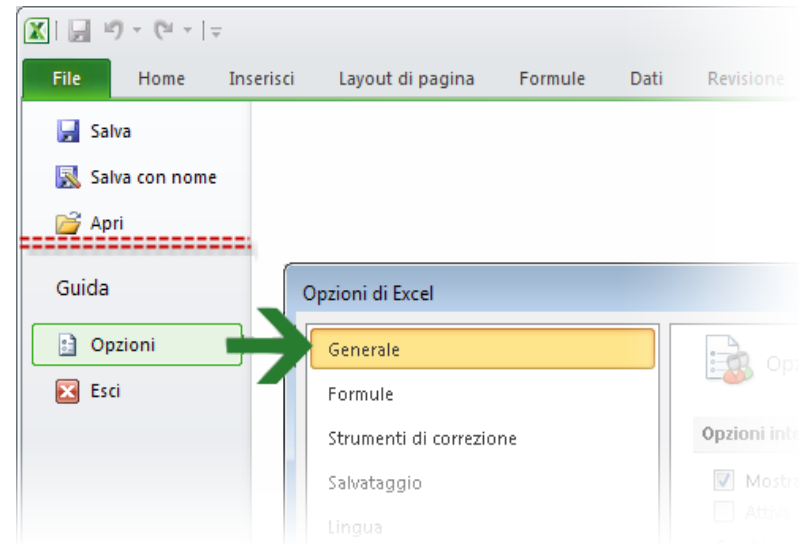 File Home Inserisci Layout di pagina Formule Dati Revisione
Salva
Salva con nome
Apri
Guida
Opzioni
Esci
Opzioni di Excel
Generale
Formule
Strumenti di correzione
Salvataggio
Lingua
Opzioni